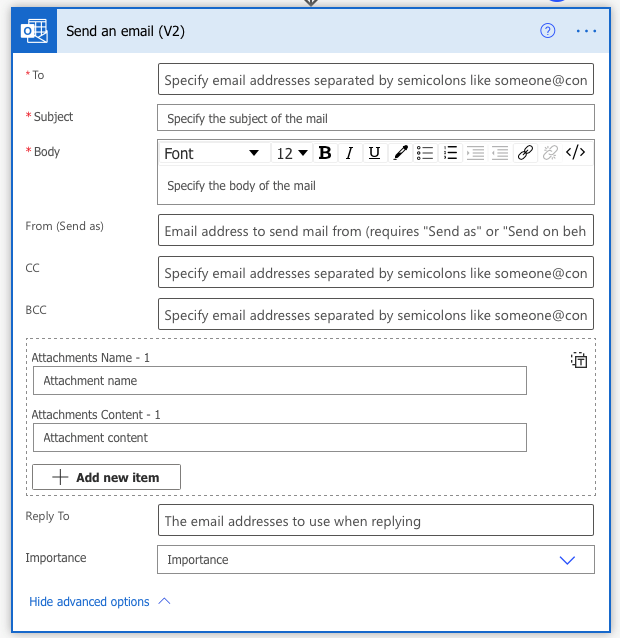 Send an email (V2)
* To
Specify email addresses separated by semicolons like someone@con
* Subject
Specify the subject of the mail
* Body
Font 12 B I U </>
Specify the body of the mail
From (Send as)
Email address to send mail from (requires "Send as" or "Send on beh
CC
Specify email addresses separated by semicolons like someone@con
BCC
Specify email addresses separated by semicolons like someone@con
Attachments Name - 1
Attachment name
Attachments Content - 1
Attachment content
Add new item
Reply To
The email addresses to use when replying
Importance
Importance
Hide advanced options